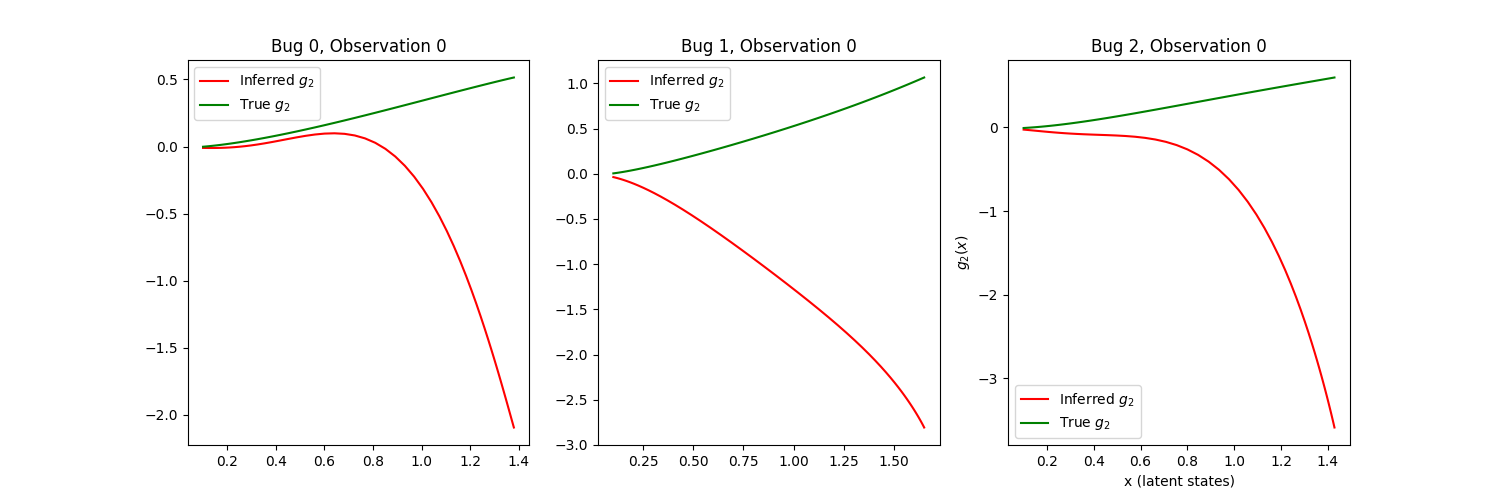 Bug 0, Observation 0
Inferred g₂
True g₂
0.5
0.0
−0.5
−1.0
−1.5
−2.0
0.2 0.4 0.6 0.8 1.0 1.2 1.4
Bug 1, Observation 0
Inferred g₂
True g₂
1.0
0.5
0.0
−0.5
−1.0
−1.5
−2.0
−2.5
−3.0
0.25 0.50 0.75 1.00 1.25 1.50
Bug 2, Observation 0
g₂(x)
0
−1
−2
−3
Inferred g₂
True g₂
0.2 0.4 0.6 0.8 1.0 1.2 1.4
x (latent states)